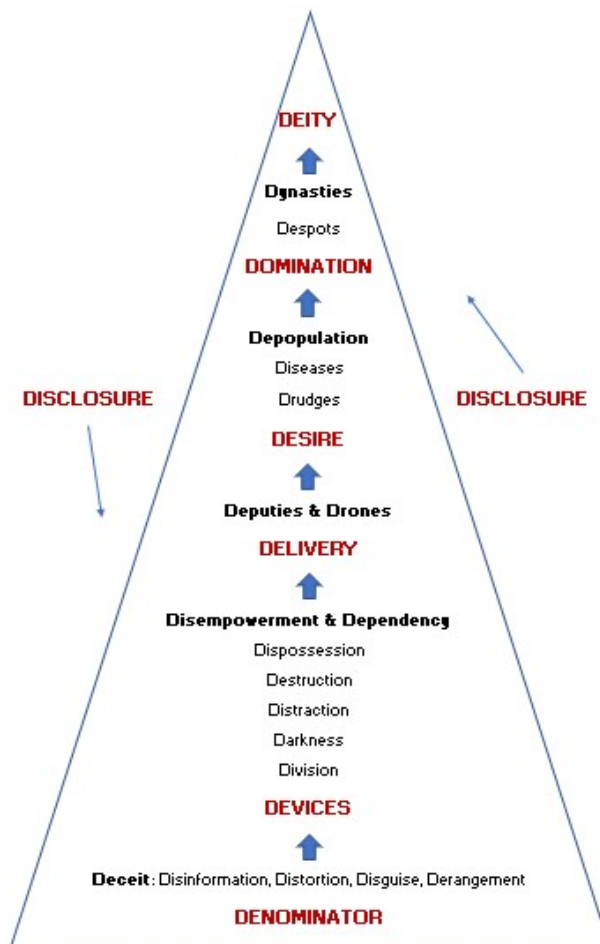 DEITY
Dynasties
Despots
DOMINATION
Depopulation
Diseases
Drudges
DISCLOSURE
DISCLOSURE
DESIRE
Deputies & Drones
DELIVERY
Disempowerment & Dependency
Dispossession
Destruction
Distraction
Darkness
Division
DEVICES
Deceit: Disinformation, Distortion, Disguise, Derangement
DENOMINATOR